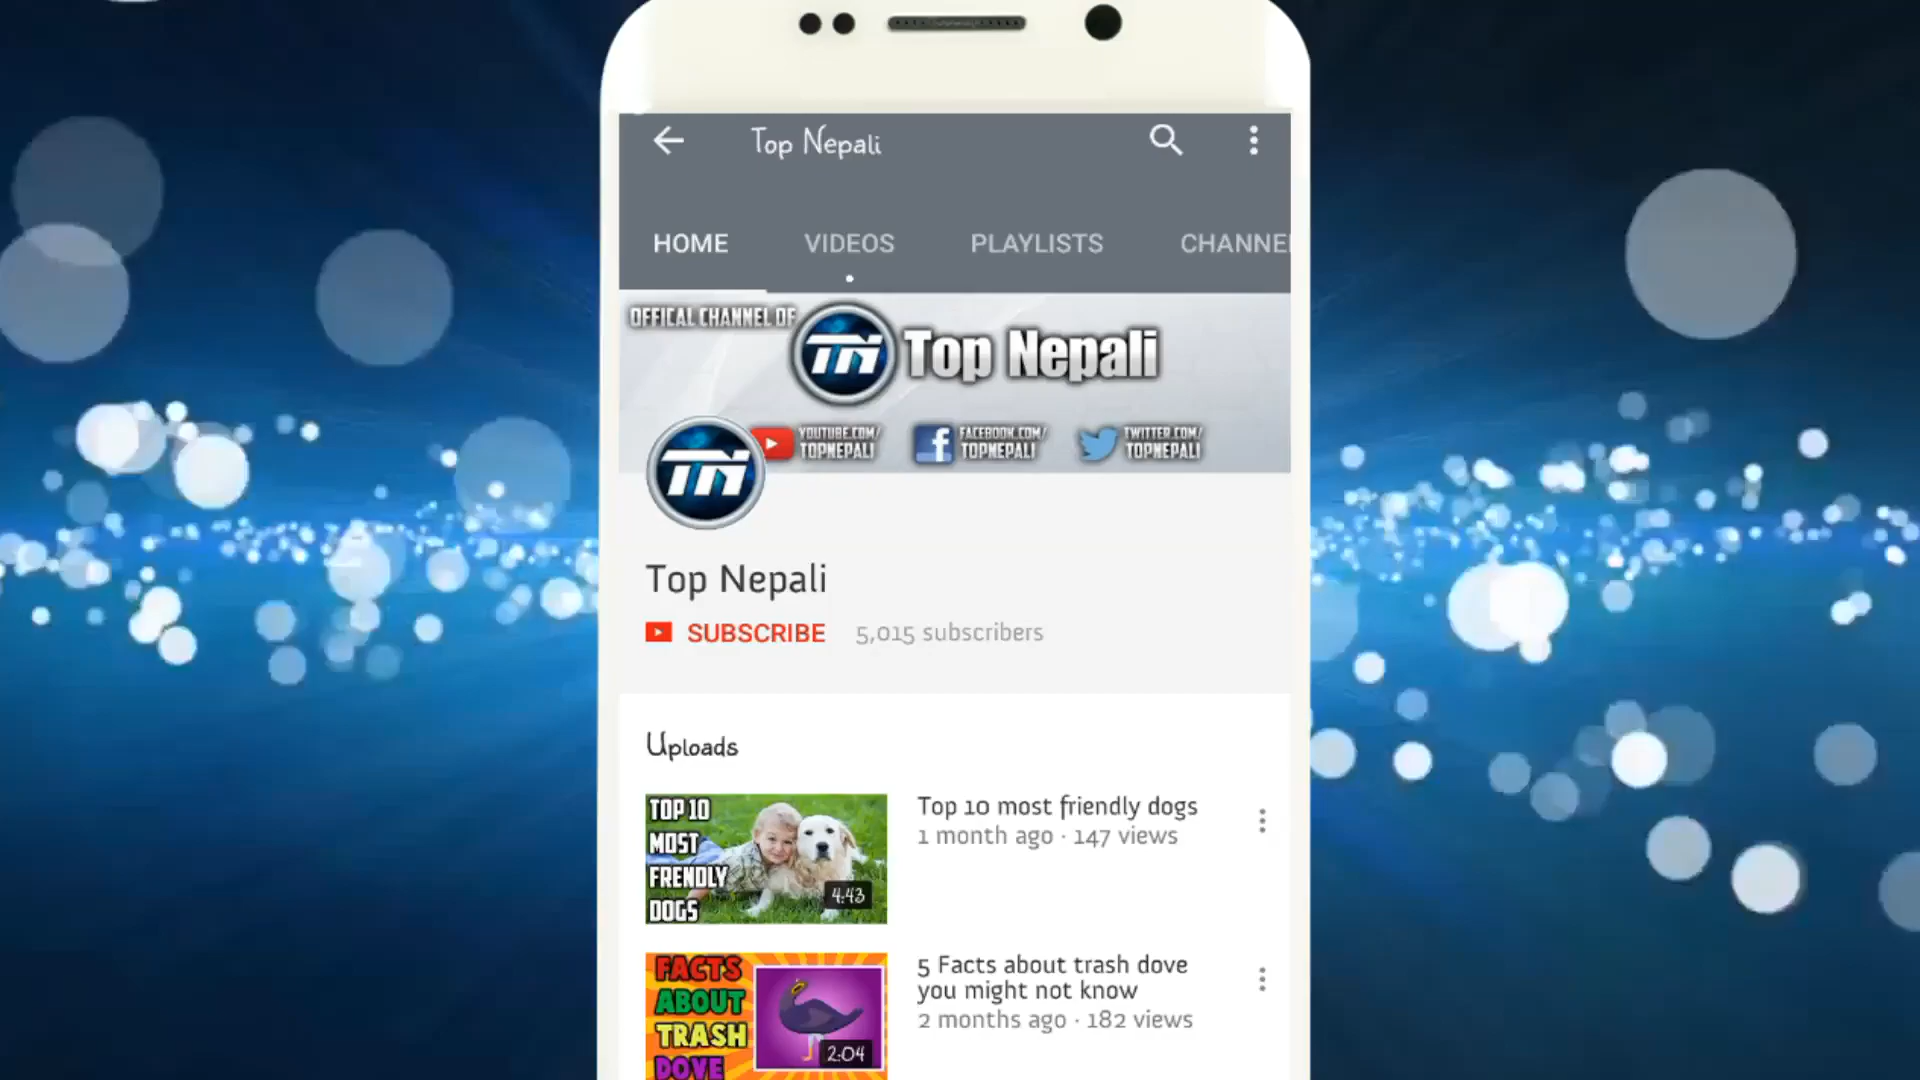 Top Nepali
HOME VIDEOS PLAYLISTS CHANNE
OFFICAL CHANNEL OF
TN Top Nepali
YOUTUBE.COM/
TOPNEPALI
FACEBOOK.COM/
TOPNEPALI
TWITTER.COM/
TOPNEPALI
TN
Top Nepali
SUBSCRIBE 5,015 subscribers
Uploads
TOP 10
MOST
FRENDLY
DOGS
4:43
Top 10 most friendly dogs
1 month ago · 147 views
FACTS
ABOUT
TRASH
DOVE
2:04
5 Facts about trash dove
you might not know
2 months ago · 182 views